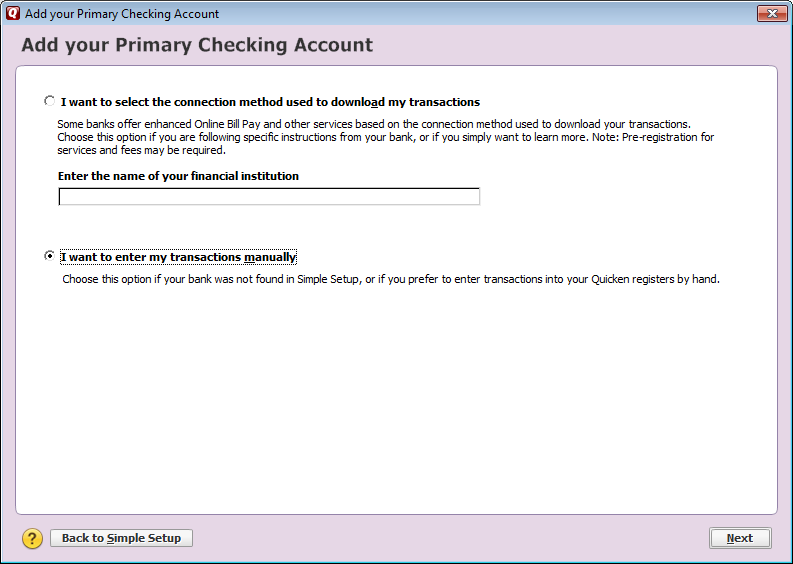 Add your Primary Checking Account
Add your Primary Checking Account
I want to select the connection method used to download my transactions
Some banks offer enhanced Online Bill Pay and other services based on the connection method used to download your transactions.
Choose this option if you are following specific instructions from your bank, or if you simply want to learn more. Note: Pre-registration for
services and fees may be required.
Enter the name of your financial institution
I want to enter my transactions manually
Choose this option if your bank was not found in Simple Setup, or if you prefer to enter transactions into your Quicken registers by hand.
?
Back to Simple Setup
Next